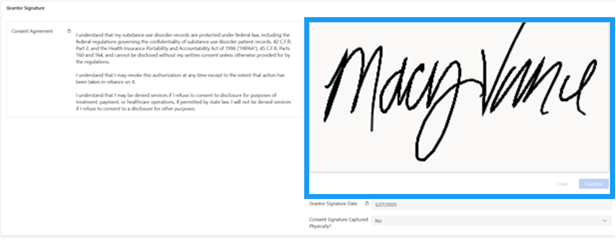 Grantor Signature
Consent Agreement
I understand that my substance use disorder records are protected under federal law, including the
federal regulations governing the confidentiality of substance use disorder patient records, 42 C.F.R.
Part 2, and the Health Insurance Portability and Accountability Act of 1996 ("HIPAA"), 45 C.F.R. Parts
160 and 164, and cannot be disclosed without my written consent unless otherwise provided for by
the regulations.
I understand that I may revoke this authorization at any time except to the extent that action has
been taken in reliance on it.
I understand that I may be denied services if I refuse to consent to disclosure for purposes of
treatment, payment, or healthcare operations, if permitted by state law. I will not be denied services
if I refuse to consent to a disclosure for other purposes.
Macy Vance
Clear
Confirm
Grantor Signature Date
5/27/2025
Consent Signature Captured
Physically?
No